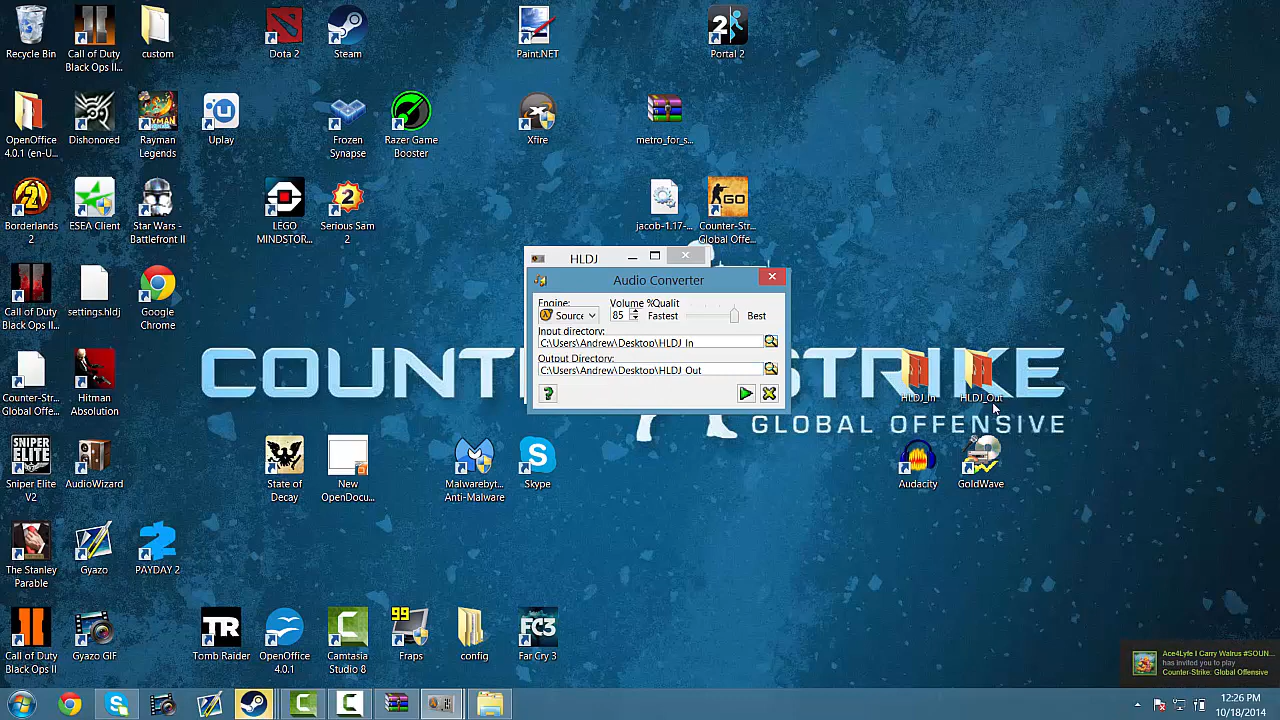 Recycle Bin
Call of Duty
Black Ops II...
custom
Dota 2
Steam
Paint.NET
Portal 2
OpenOffice
4.0.1 (en-U...
Dishonored
Rayman
Legends
Uplay
Frozen
Synapse
Razer Game
Booster
Xfire
metro_for_s...
Borderlands
2
ESEA Client
Star Wars -
Battlefront II
LEGO
MINDSTOR...
Serious Sam
2
jacob-1.17-...
GO
Counter-Str...
Global Offe...
Call of Duty
Black Ops II...
settings.hldj
Google
Chrome
HLDJ
Audio Converter
Engine:
Volume %
Qualit
Source
85
Fastest
Best
Input directory:
C:\Users\Andrew\Desktop\HLDJ_In
Output Directory:
C:\Users\Andrew\Desktop\HLDJ_Out
COUN
STRIKE
GLOBAL OFFENSIVE
Counter-Str...
Global Offe...
Hitman
Absolution
HLDJ_In
HLDJ_Out
SNIPER
ELITE
Sniper Elite
V2
AudioWizard
State of
Decay
New
OpenDocu...
Malwarebyt...
Anti-Malware
Skype
Audacity
GoldWave
The Stanley
Parable
Gyazo
PAYDAY 2
Call of Duty
Black Ops II
Gyazo GIF
TR
Tomb Raider
OpenOffice
4.0.1
Camtasia
Studio 8
99
Fraps
config
FC3
Far Cry 3
Ace4Lyfe I Carry Walrus #SOUN...
has invited you to play
Counter-Strike: Global Offensive
12:26 PM
10/18/2014